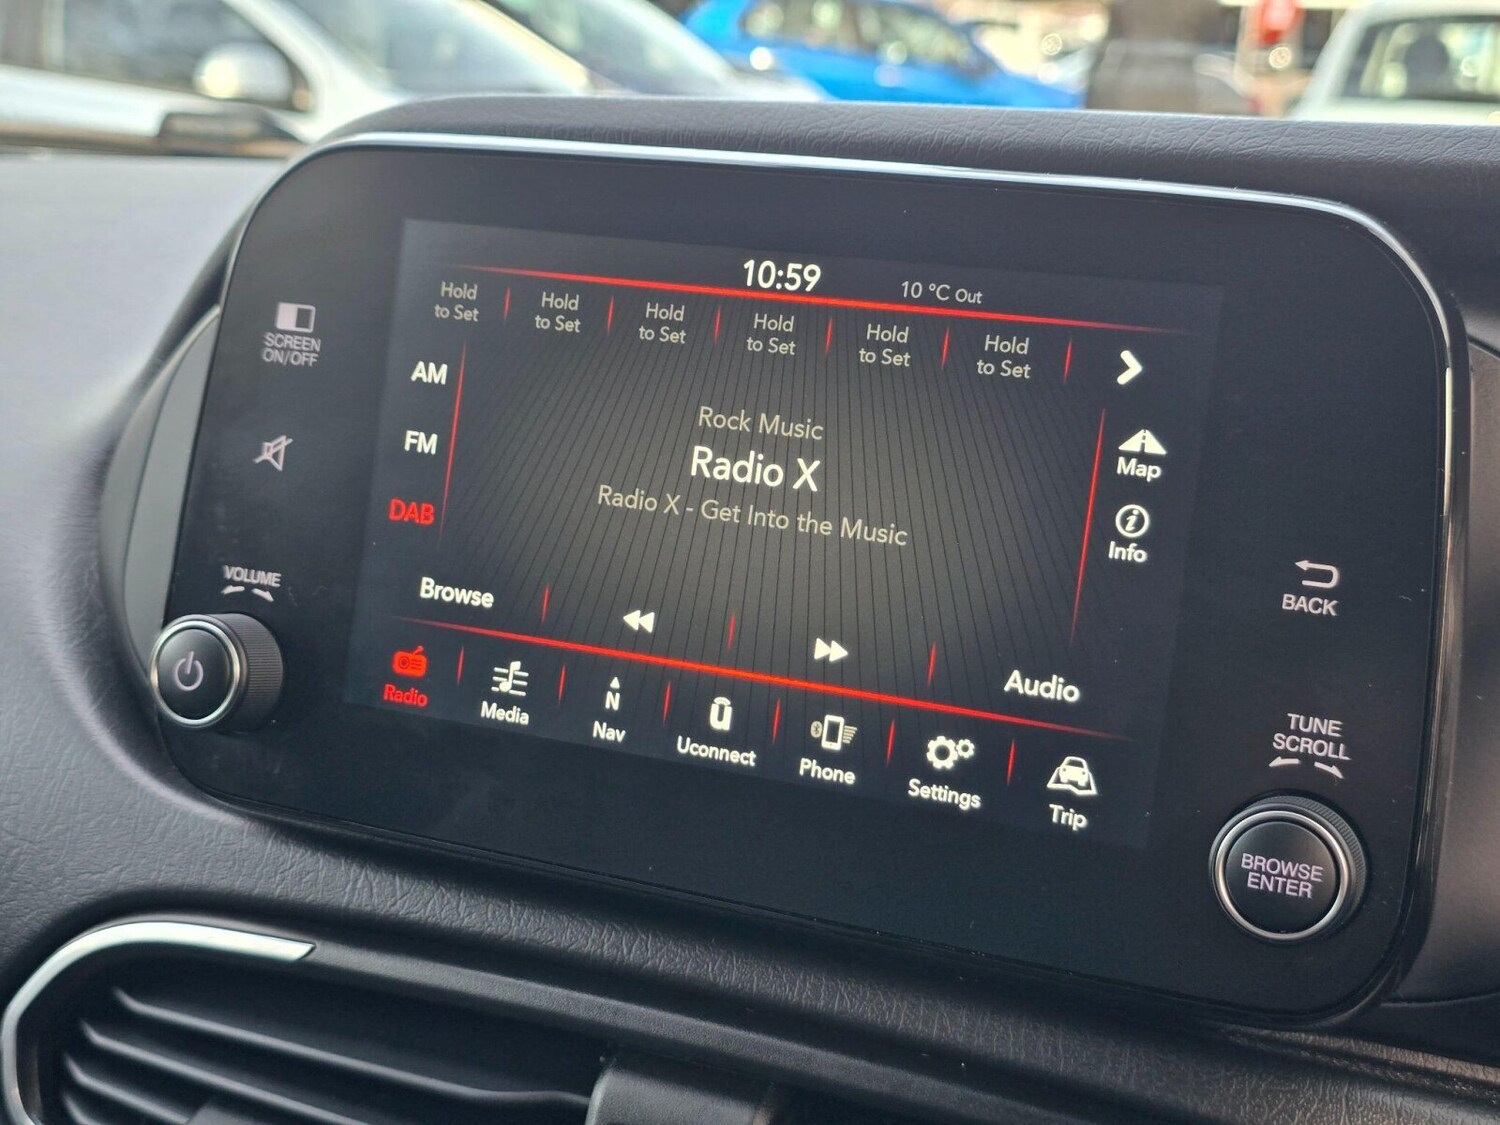 10:59
10 °C Out
Hold
to Set
Hold
to Set
Hold
to Set
Hold
to Set
Hold
to Set
Hold
to Set
SCREEN
ON/OFF
AM
FM
DAB
Rock Music
Radio X
Radio X - Get Into the Music
Map
Info
VOLUME
BACK
Browse
Audio
Radio
Media
N
Nav
Uconnect
Phone
Settings
Trip
TUNE
SCROLL
BROWSE
ENTER